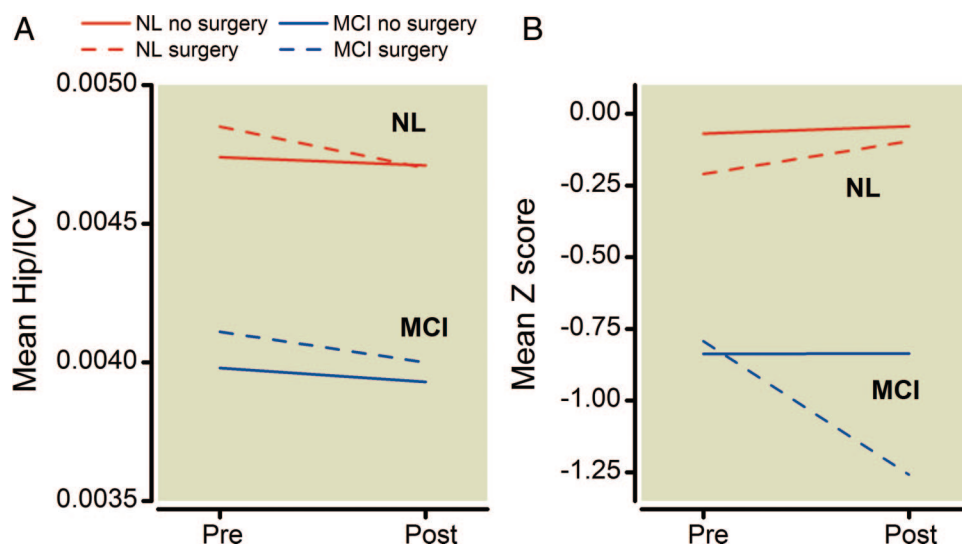 A
NL no surgery
MCI no surgery
NL surgery
MCI surgery
B
Mean Hip/ICV
0.0050
0.0045
0.0040
0.0035
NL
MCI
Pre
Post
Mean Z score
0.00
-0.25
-0.50
-0.75
-1.00
-1.25
NL
MCI
Pre
Post